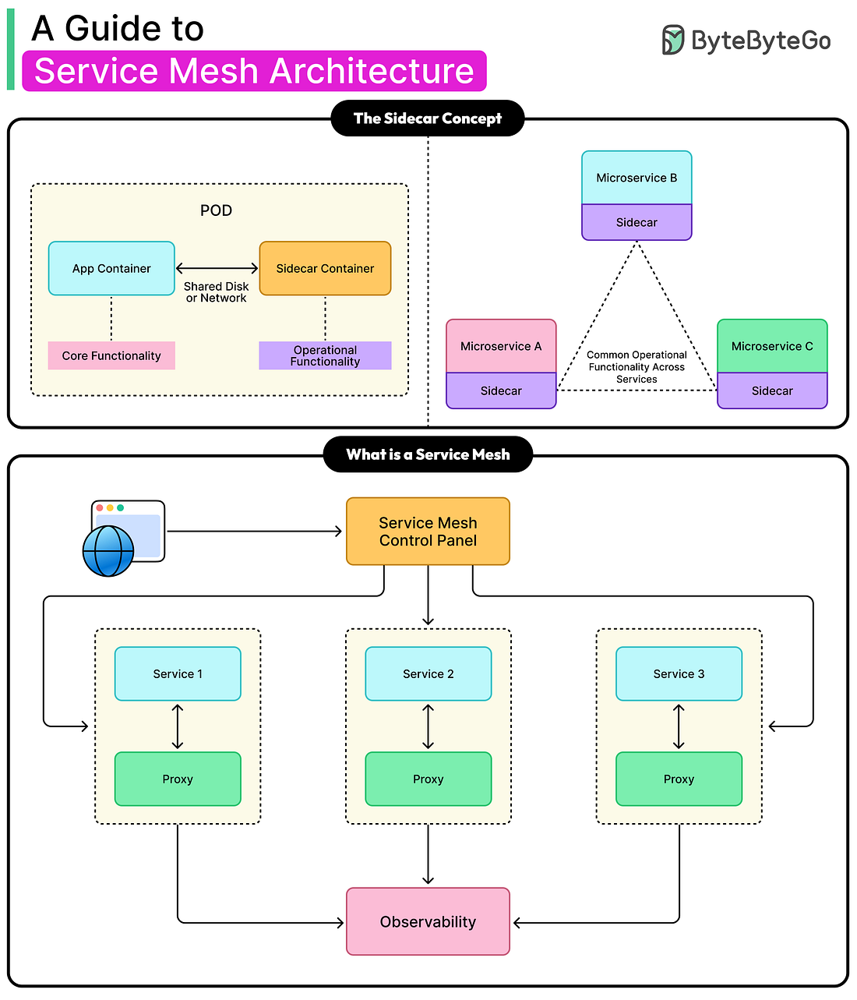 A Guide to
Service Mesh Architecture
ByteByteGo
The Sidecar Concept
POD
App Container
Sidecar Container
Shared Disk
or Network
Core Functionality
Operational
Functionality
Microservice B
Sidecar
Microservice A
Sidecar
Common Operational
Functionality Across
Services
Microservice C
Sidecar
What is a Service Mesh
Service Mesh
Control Panel
Service 1
Service 2
Service 3
Proxy
Proxy
Proxy
Observability